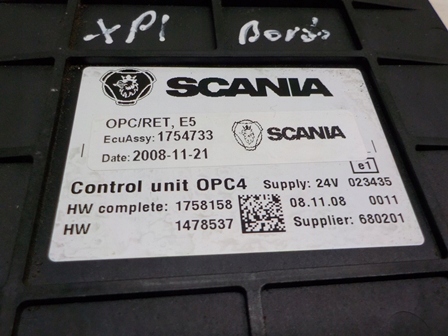 XPI Borås
SCANIA
OPC/RET, E5
EcuAssy: 1754733
SCANIA
Date: 2008-11-21
e1
Control unit OPC4 Supply: 24V 023435
HW complete: 1758158 08.11.08 0011
HW 1478537 Supplier: 680201